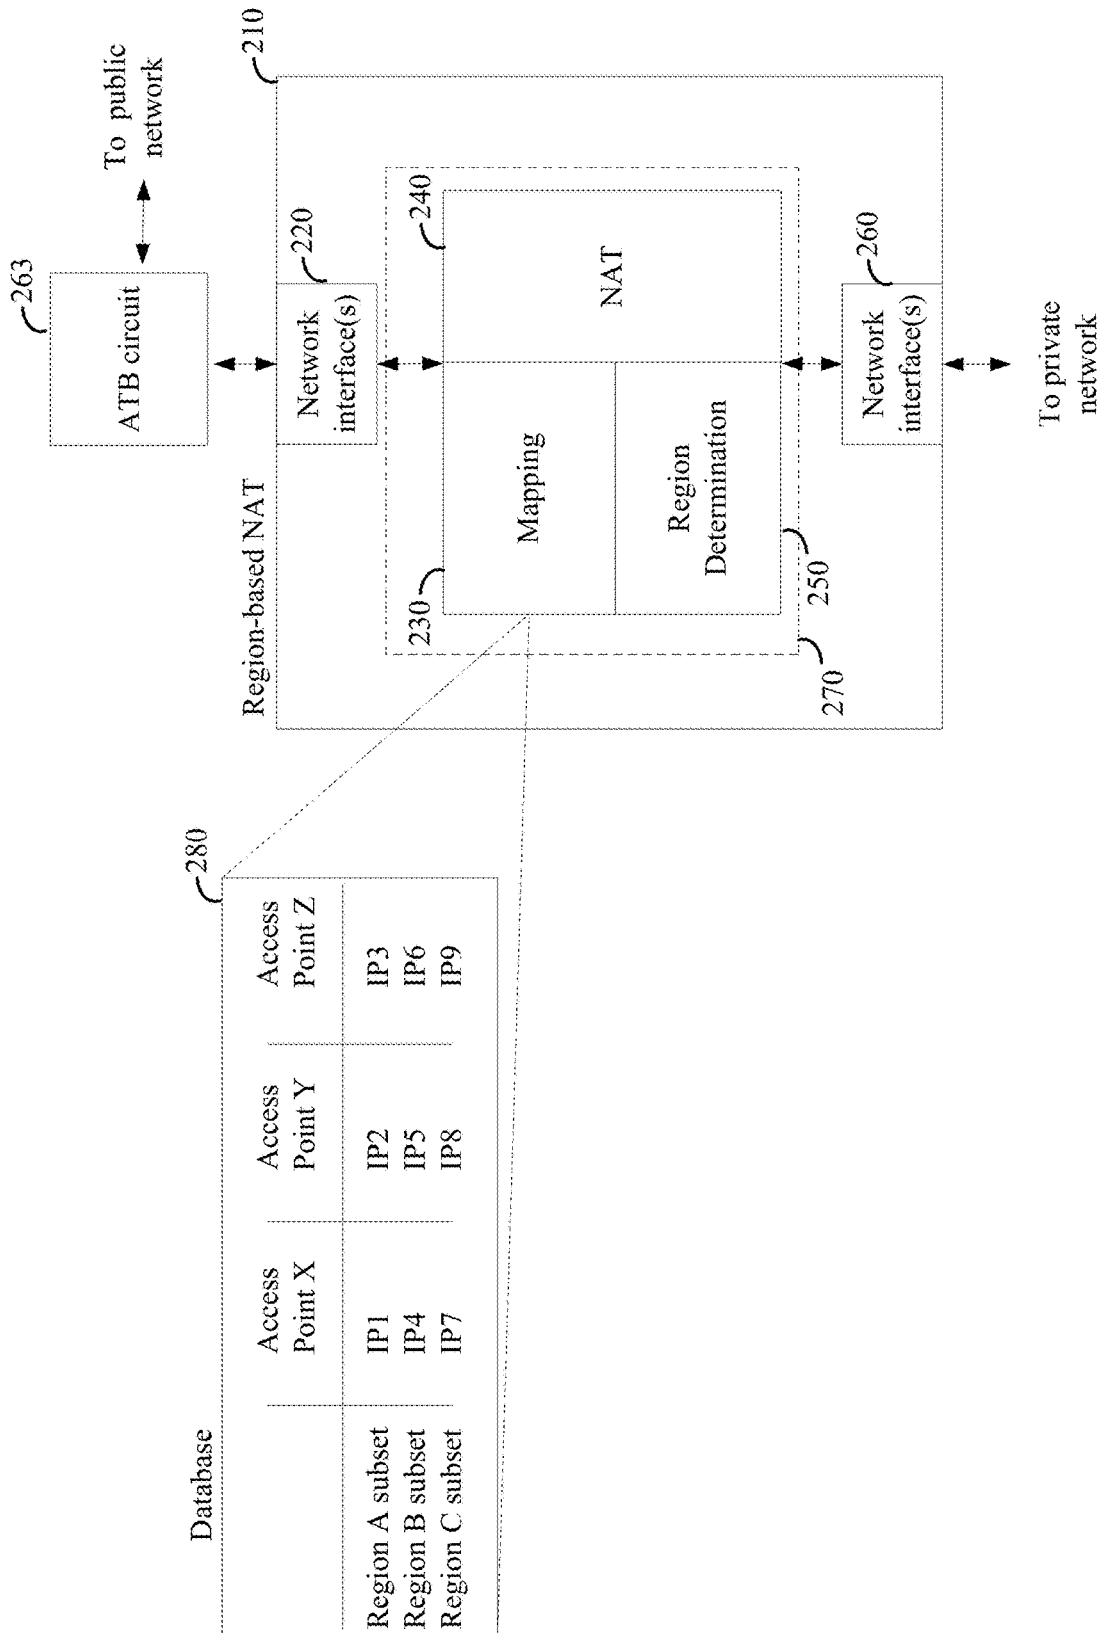 Database
280
Access
Point X
Access
Point Y
Access
Point Z
Region A subset
IP1
IP2
IP3
Region B subset
IP4
IP5
IP6
Region C subset
IP7
IP8
IP9
263
ATB circuit
To public
network
Region-based NAT
210
220
Network
interface(s)
230
Mapping
240
NAT
Region
Determination
250
270
260
Network
interface(s)
To private
network